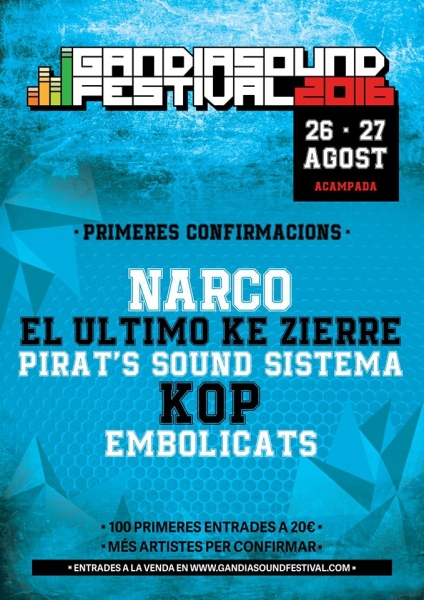 GANDIASOUND
FESTIVAL 2016
26 · 27
AGOST
ACAMPADA
· PRIMERES CONFIRMACIONS ·
NARCO
EL ULTIMO KE ZIERRE
PIRAT'S SOUND SISTEMA
KOP
EMBOLICATS
· 100 PRIMERES ENTRADES A 20€ ·
· MÉS ARTISTES PER CONFIRMAR ·
· ENTRADES A LA VENDA EN WWW.GANDIASOUNDFESTIVAL.COM ·